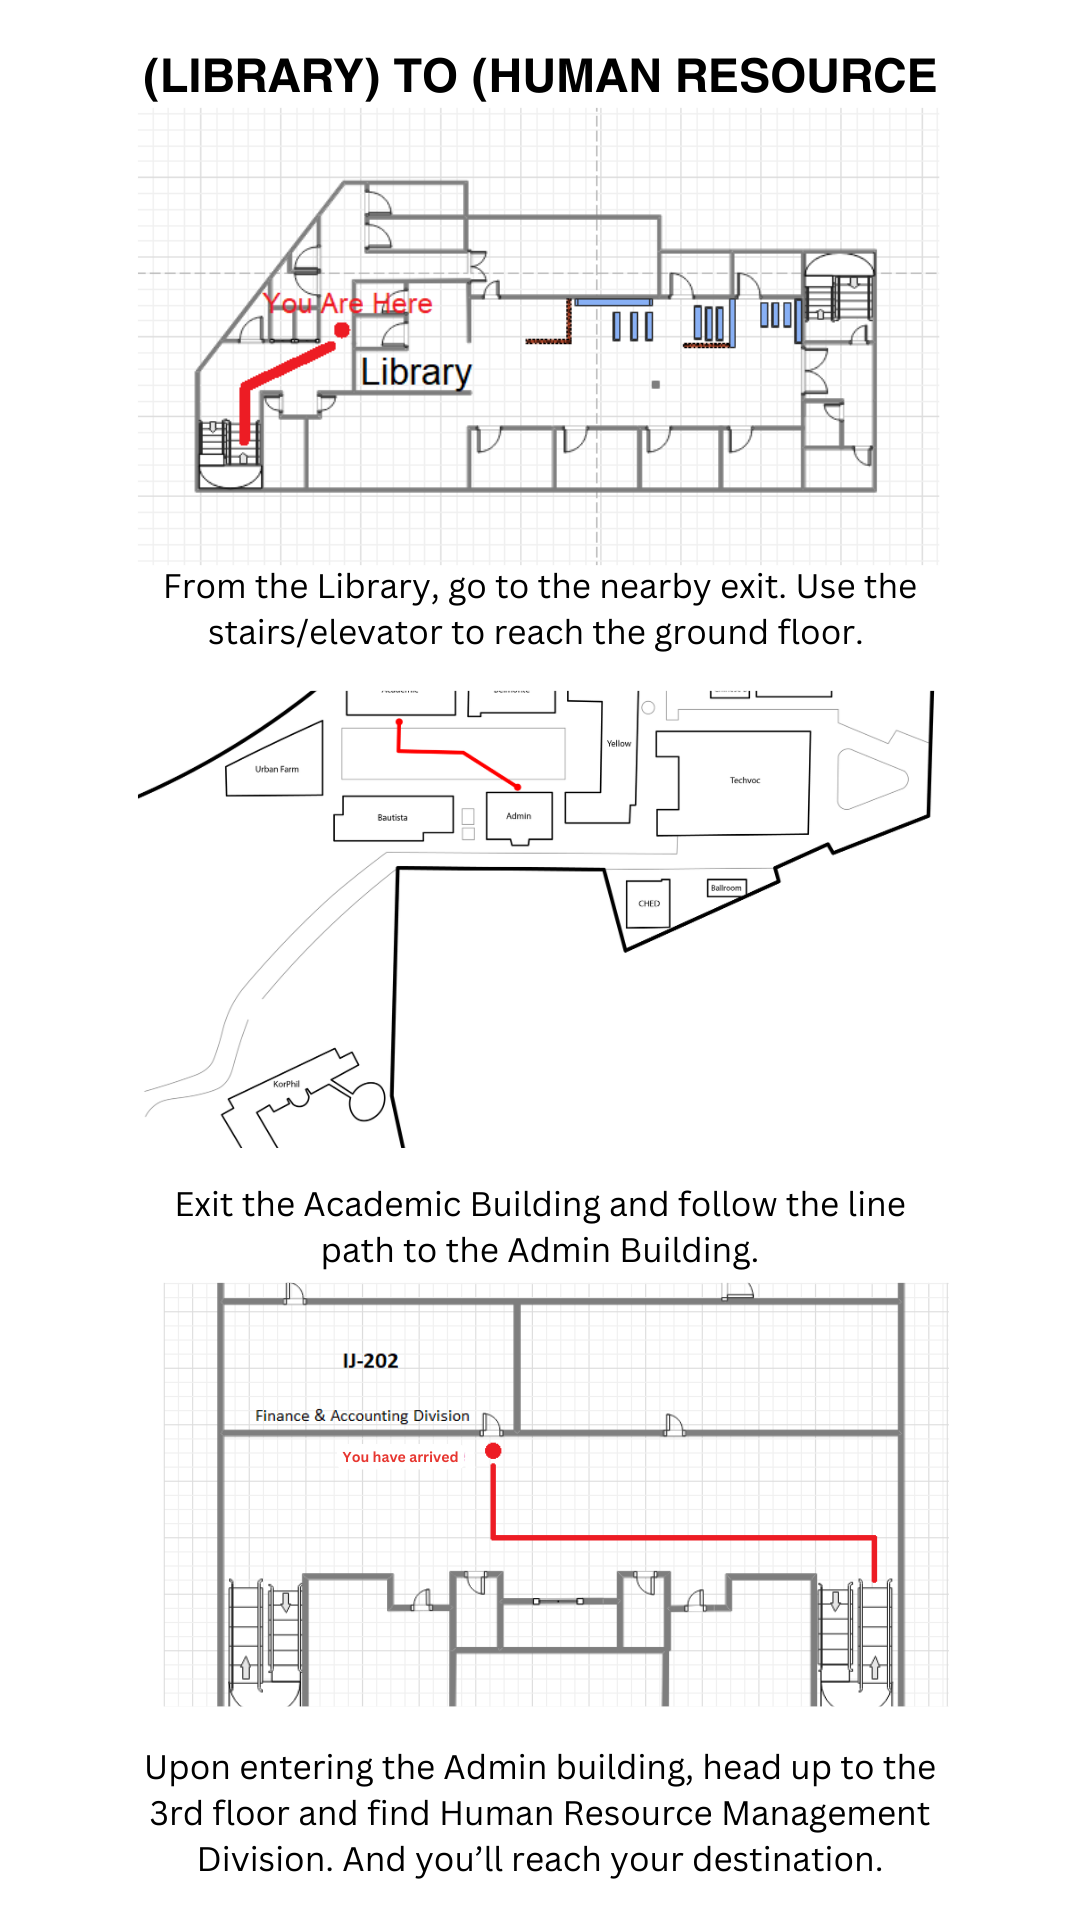 (LIBRARY) TO (HUMAN RESOURCE
You Are Here
Library
From the Library, go to the nearby exit. Use the
stairs/elevator to reach the ground floor.
Academic
Belmonte
Yellow
Urban Farm
Techvoc
Bautista
Admin
CHED
Ballroom
KorPhil
Exit the Academic Building and follow the line
path to the Admin Building.
IJ-202
Finance & Accounting Division
You have arrived
Upon entering the Admin building, head up to the
3rd floor and find Human Resource Management
Division. And you’ll reach your destination.